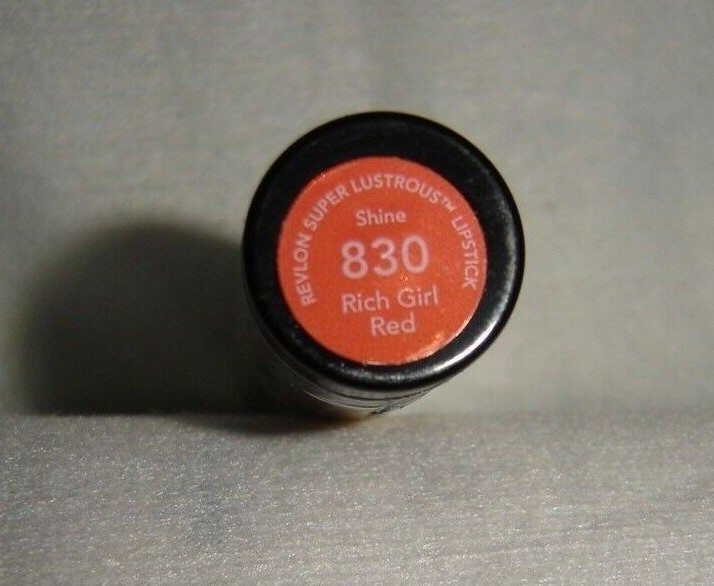 REVLON SUPER LUSTROUS™ LIPSTICK
Shine
830
Rich Girl
Red